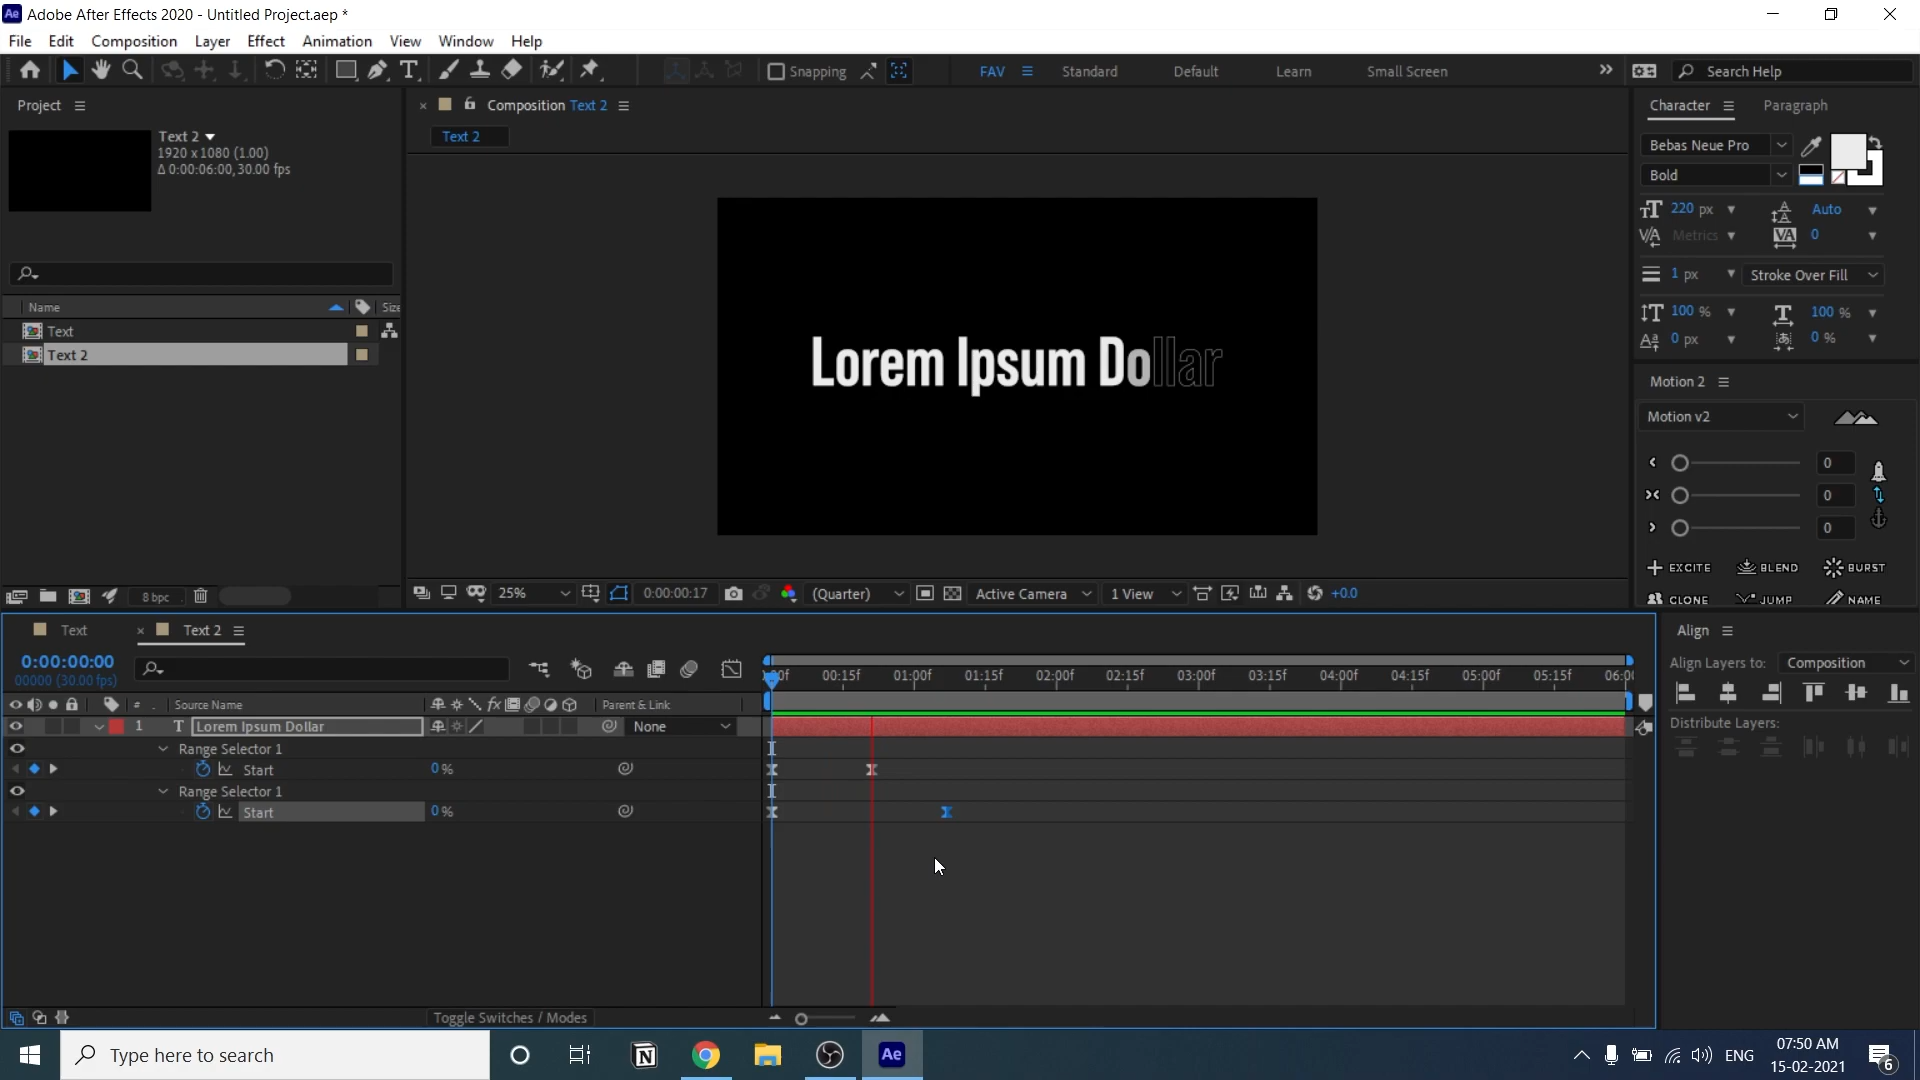 Adobe After Effects 2020 - Untitled Project.aep *
File Edit Composition Layer Effect Animation View Window Help
Snapping
FAV Standard Default Learn Small Screen
Search Help
Project
Text 2
1920 x 1080 (1.00)
Δ 0:00:06:00, 30.00 fps
Name Size
Text
Text 2
8 bpc
Composition Text 2
Text 2
Lorem Ipsum Dollar
25% 0:00:00:17 (Quarter) Active Camera 1 View +0.0
Character Paragraph
Bebas Neue Pro
Bold
220 px Auto
Metrics 0
1 px Stroke Over Fill
100 % 100 %
0 px 0 %
Motion 2
Motion v2
0
0
0
EXCITE BLEND BURST
CLONE JUMP NAME
Text Text 2
0:00:00:00
00000 (30.00 fps)
00f 00:15f 01:00f 01:15f 02:00f 02:15f 03:00f 03:15f 04:00f 04:15f 05:00f 05:15f 06:0
# Source Name Parent & Link
1 T Lorem Ipsum Dollar None
Range Selector 1
Start 0 %
Range Selector 1
Start 0 %
Toggle Switches / Modes
Align
Align Layers to: Composition
Distribute Layers:
Type here to search
Ae
ENG
07:50 AM
15-02-2021
6